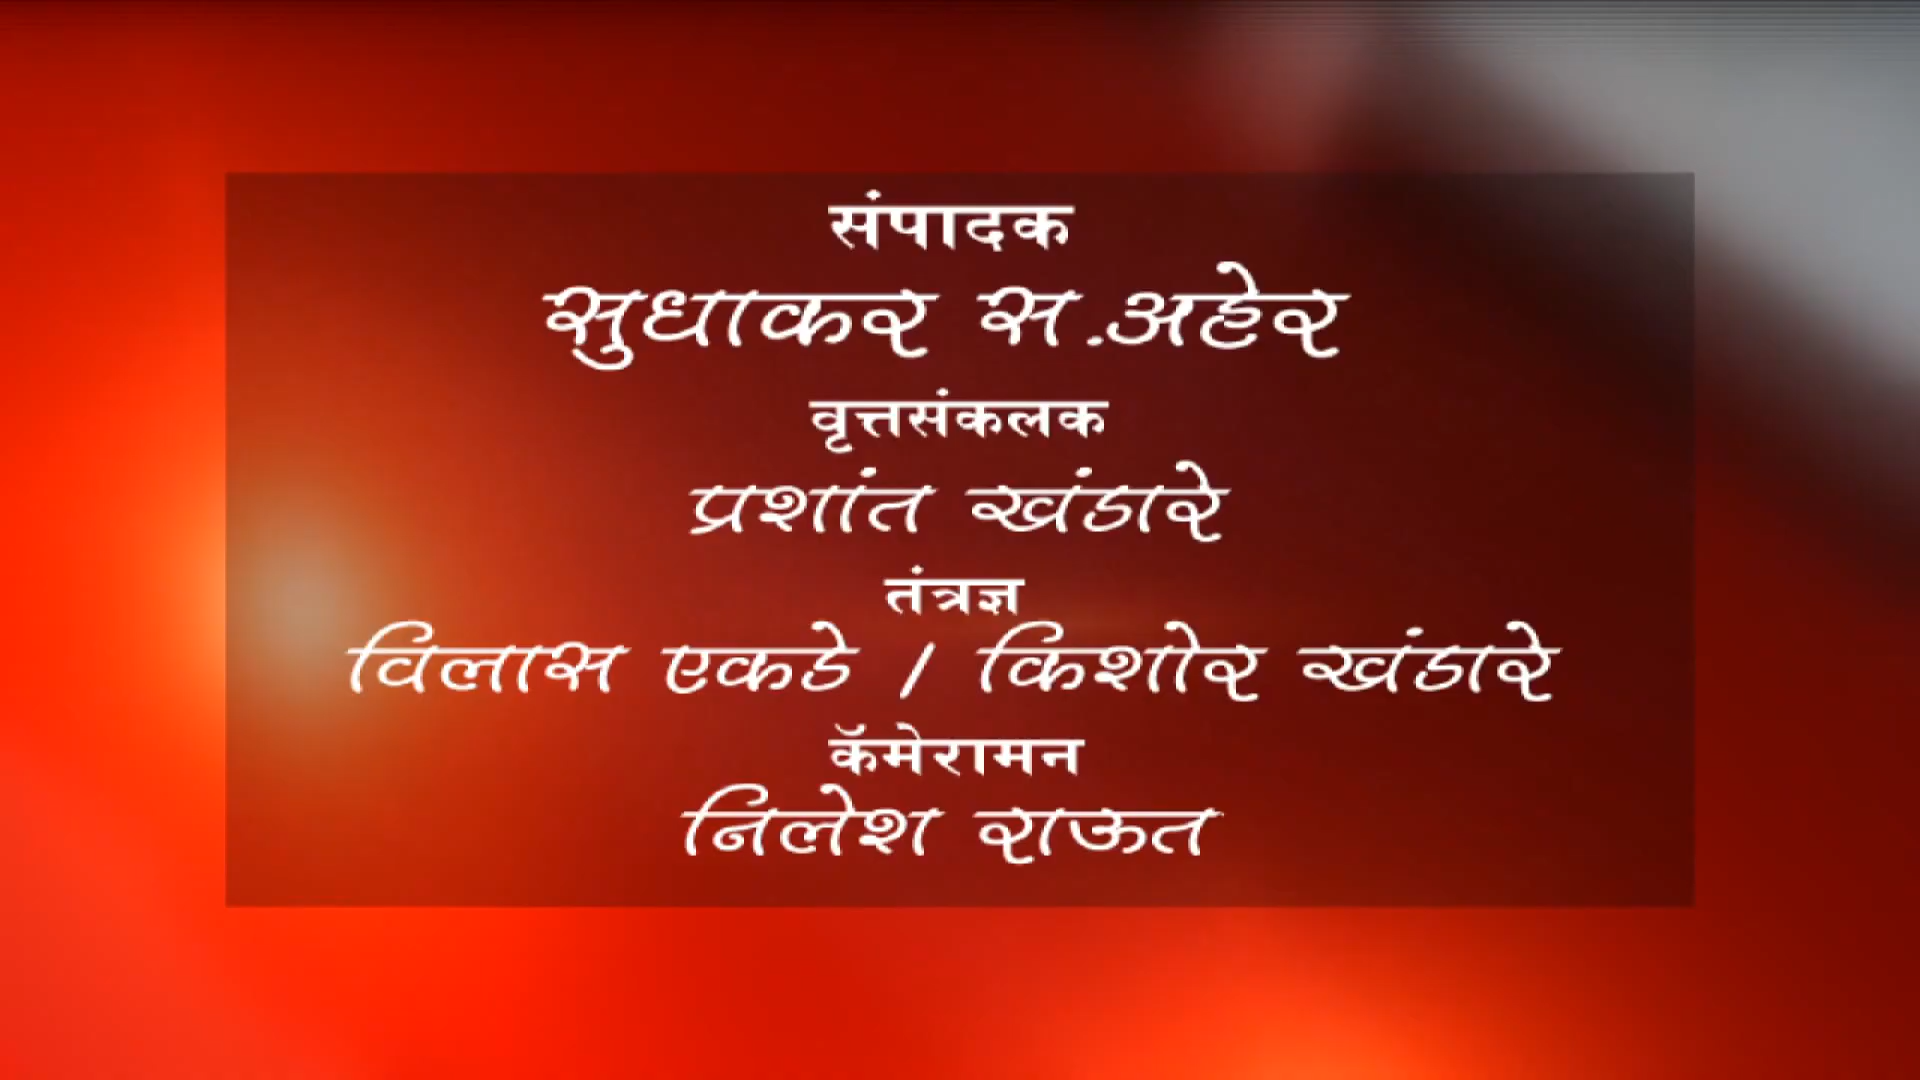 संपादक
सुधाकर स.अहेर
वृत्तसंकलक
प्रशांत खंडारे
तंत्रज्ञ
विलास एकडे / किशोर खंडारे
कॅमेरामन
निलेश राऊत